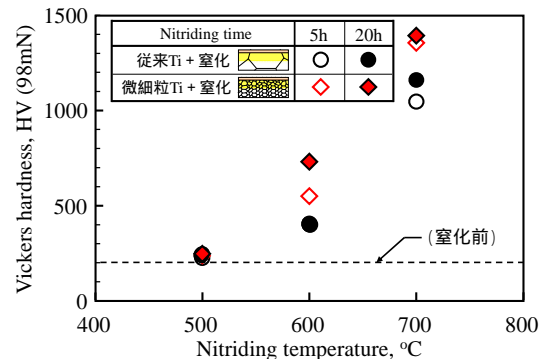 1500
Nitriding time 5h 20h
従来Ti + 窒化
微細粒Ti + 窒化
1000
Vickers hardness, HV (98mN)
500
(窒化前)
0
400 500 600 700 800
Nitriding temperature, °C